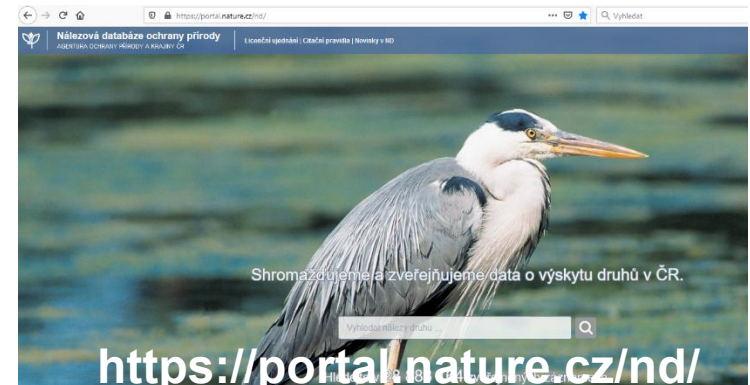 https://portal.nature.cz/nd/
Vyhledat
Nálezová databáze ochrany přírody
AGENTURA OCHRANY PŘÍRODY A KRAJINY ČR
Licenční ujednání | Citační pravidla | Novinky v ND
Shromažďujeme a zveřejňujeme data o výskytu druhů v ČR.
Vyhledat nálezy druhu ...
https://portal.nature.cz/nd/